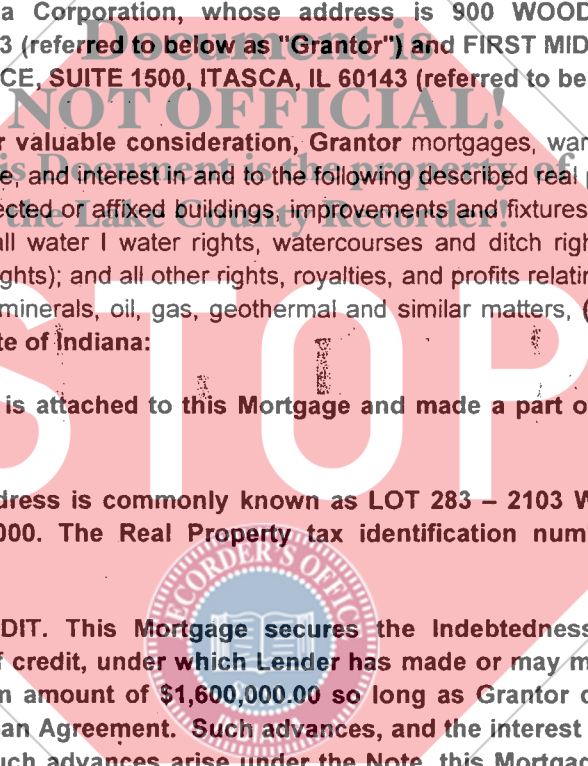 a Corporation, whose address is 900 WOOD
Document is
3 (referred to below as "Grantor") and FIRST MID
CE, SUITE 1500, ITASCA, IL 60143 (referred to be
NOT OFFICIAL!
r valuable consideration, Grantor mortgages, war
is Document is the property of
e, and interest in and to the following described real
ected or affixed buildings, improvements and fixtures
the Lake County Recorder!
all water l water rights, watercourses and ditch righ
ghts); and all other rights, royalties, and profits relatin
minerals, oil, gas, geothermal and similar matters, (
te of Indiana:
STOP
is attached to this Mortgage and made a part o
dress is commonly known as LOT 283 – 2103 W
000. The Real Property tax identification num
RECORDER'S OFFICE
DIT. This Mortgage secures the Indebtedness
f credit, under which Lender has made or may m
m amount of $1,600,000.00 so long as Grantor c
an Agreement. Such advances, and the interest
uch advances arise under the Note, this Mortgag